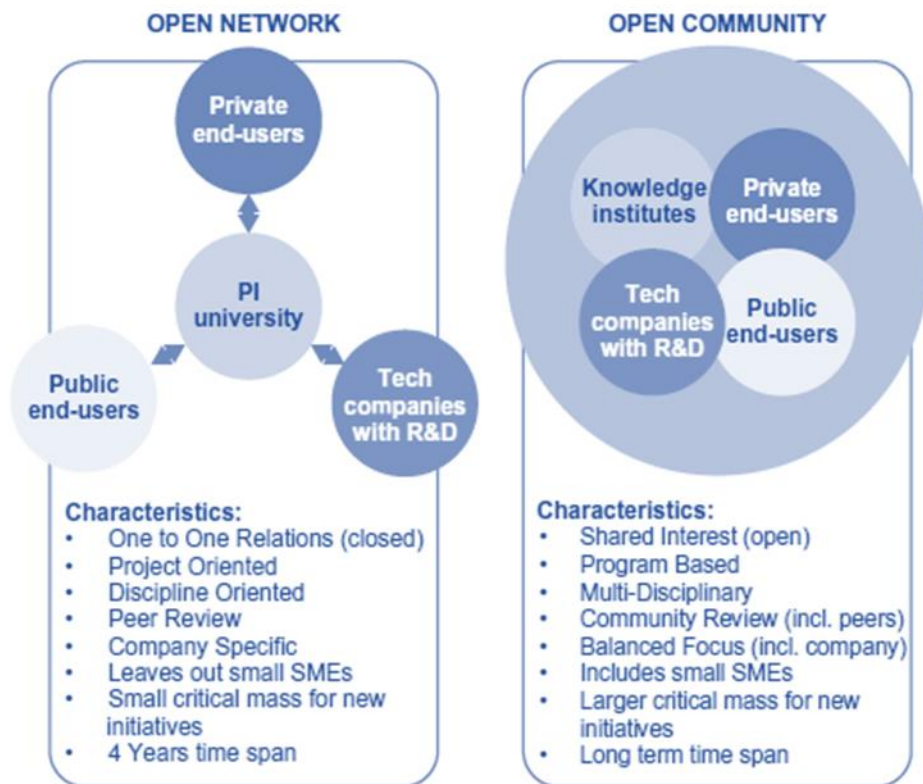 OPEN NETWORK
Private
end-users
PI
university
Public
end-users
Tech
companies
with R&D
Characteristics:
• One to One Relations (closed)
• Project Oriented
• Discipline Oriented
• Peer Review
• Company Specific
• Leaves out small SMEs
• Small critical mass for new
initiatives
• 4 Years time span
OPEN COMMUNITY
Knowledge
institutes
Private
end-users
Tech
companies
with R&D
Public
end-users
Characteristics:
• Shared Interest (open)
• Program Based
• Multi-Disciplinary
• Community Review (incl. peers)
• Balanced Focus (incl. company)
• Includes small SMEs
• Larger critical mass for new
initiatives
• Long term time span